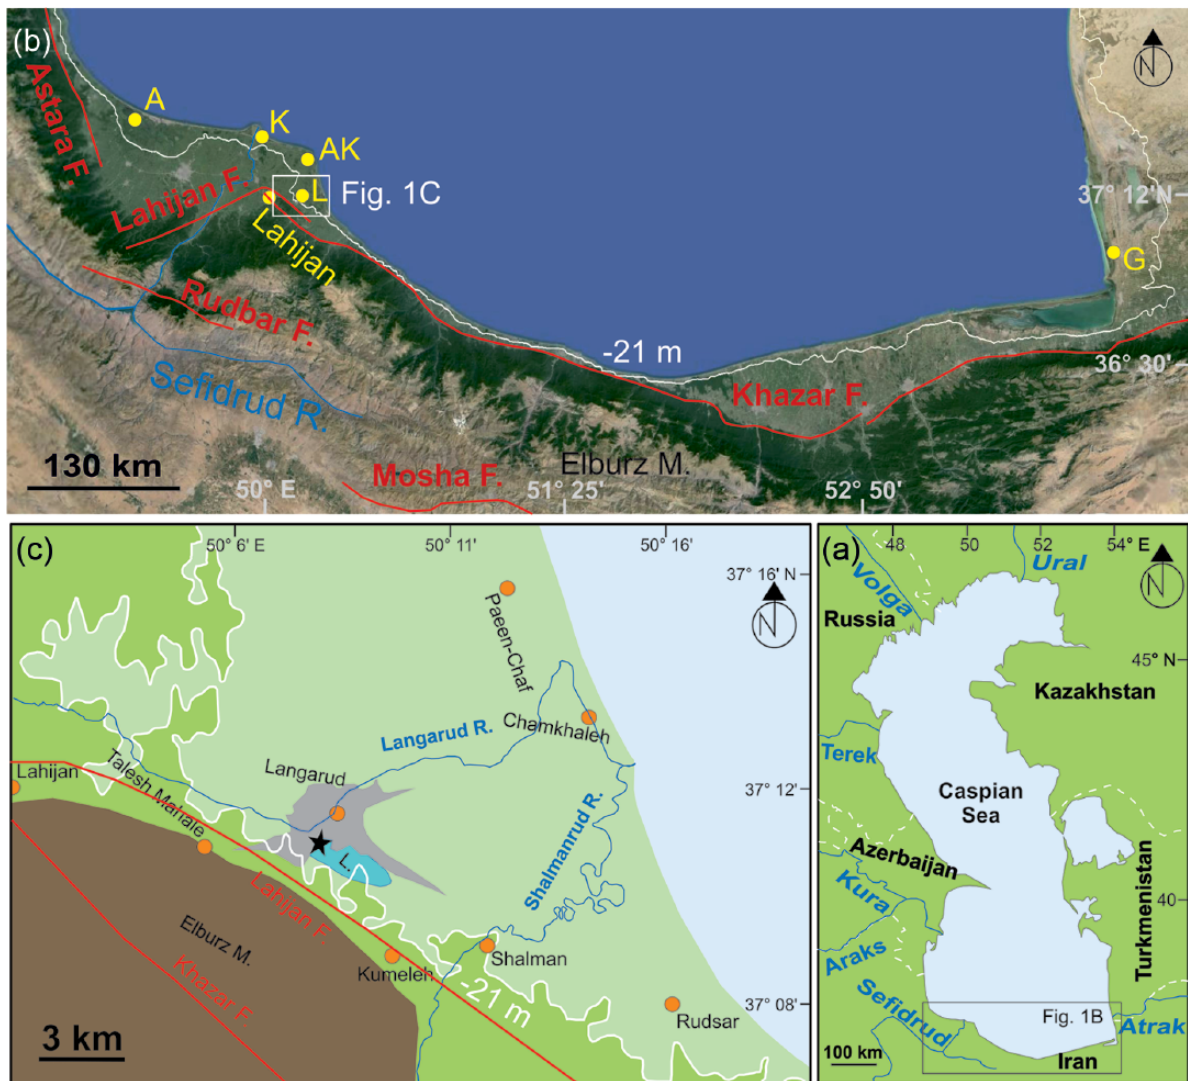 (b)
N
Astara F.
A
K
AK
Lahijan F.
L
Fig. 1C
37° 12'N
Lahijan
G
Rudbar F.
-21 m
36° 30'
Sefidrud R.
Khazar F.
130 km
Mosha F.
Elburz M.
50° E
51° 25'
52° 50'
(c)
50° 6' E
50° 11'
50° 16'
37° 16' N
N
Paeen-Chaf
Chamkhaleh
Langarud R.
Lahijan
Talesh Mahale
Langarud
37° 12'
L..
Shalmanrud R.
Lahijan F.
Elburz M.
Khazar F.
Kumeleh
Shalman
-21 m
37° 08'
Rudsar
3 km
(a)
48
50
52
54° E
N
Volga
Ural
Russia
45° N
Kazakhstan
Terek
Caspian
Sea
Azerbaijan
Kura
Turkmenistan
40
Araks
Sefidrud
Fig. 1B
Atrak
100 km
Iran